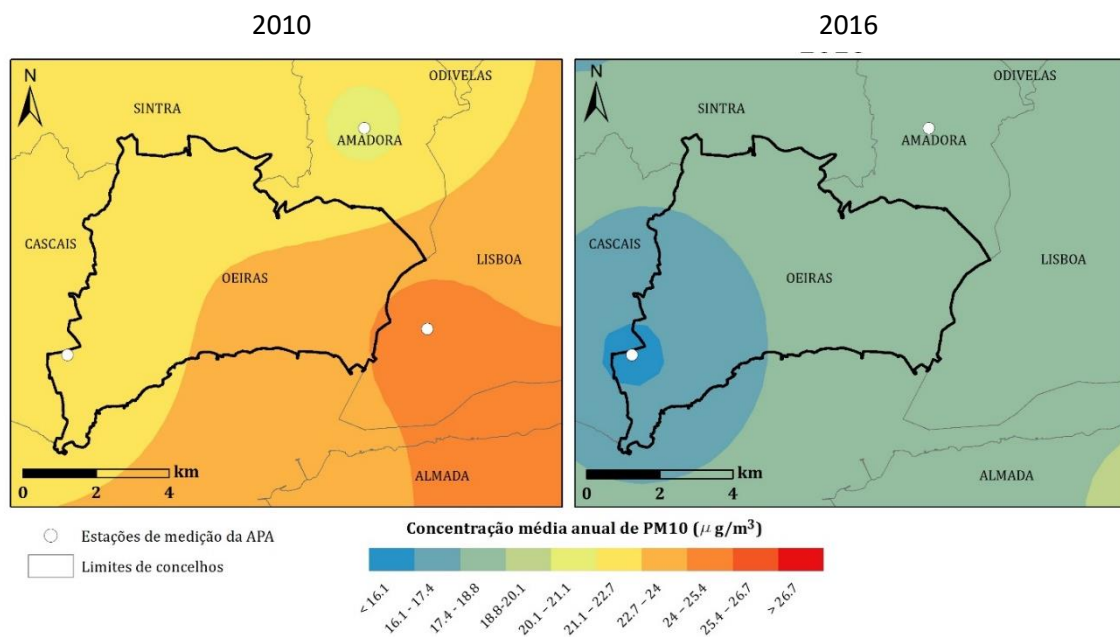 2010
2016
N
SINTRA
ODIVELAS
AMADORA
CASCAIS
OEIRAS
LISBOA
ALMADA
km
0 2 4
N
SINTRA
ODIVELAS
AMADORA
CASCAIS
OEIRAS
LISBOA
ALMADA
km
0 2 4
Estações de medição da APA
Limites de concelhos
Concentração média anual de PM10 (μg/m³)
< 16.1
16.1 - 17.4
17.4 - 18.8
18.8-20.1
20.1 – 21.1
21.1 – 22.7
22.7 – 24
24 – 25.4
25.4 – 26.7
> 26.7